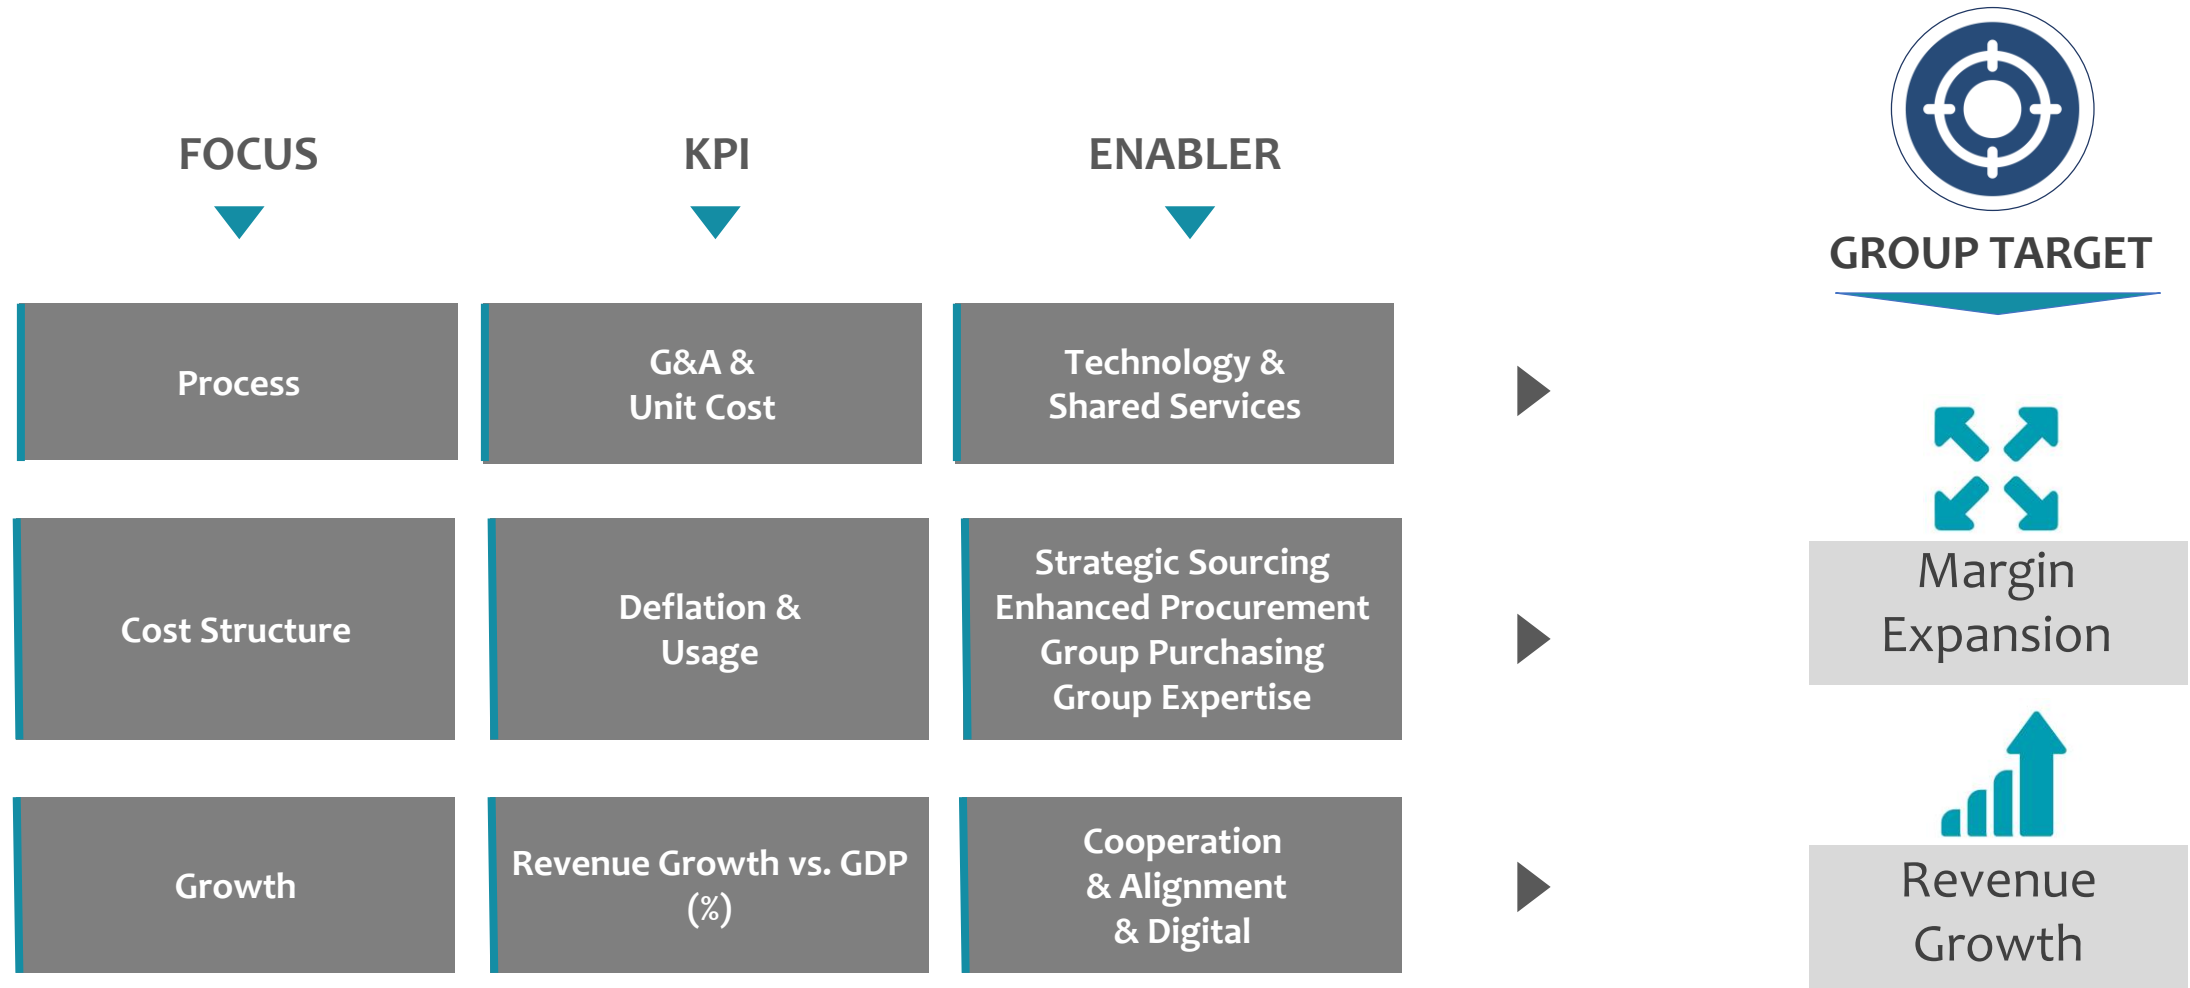 FOCUS
KPI
ENABLER
GROUP TARGET
Process
G&A &
Unit Cost
Technology &
Shared Services
Cost Structure
Deflation &
Usage
Strategic Sourcing
Enhanced Procurement
Group Purchasing
Group Expertise
Margin
Expansion
Growth
Revenue Growth vs. GDP
(%)
Cooperation
& Alignment
& Digital
Revenue
Growth